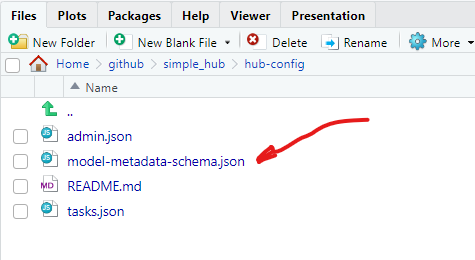 Files Plots Packages Help Viewer Presentation
New Folder New Blank File Delete Rename More
Home github simple_hub hub-config
Name
..
admin.json
model-metadata-schema.json
README.md
tasks.json